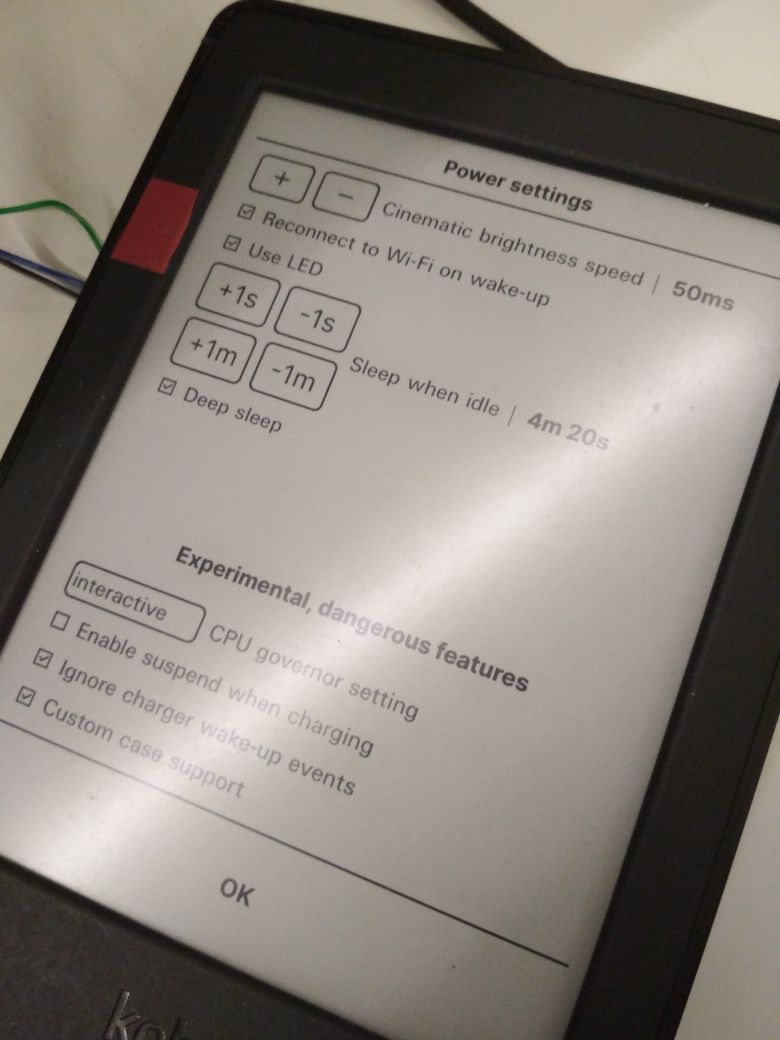 Power settings
+ − Cinematic brightness speed | 50ms
Reconnect to Wi-Fi on wake-up
Use LED
+1s -1s
+1m -1m Sleep when idle | 4m 20s
Deep sleep
Experimental, dangerous features
interactive CPU governor setting
Enable suspend when charging
Ignore charger wake-up events
Custom case support
OK